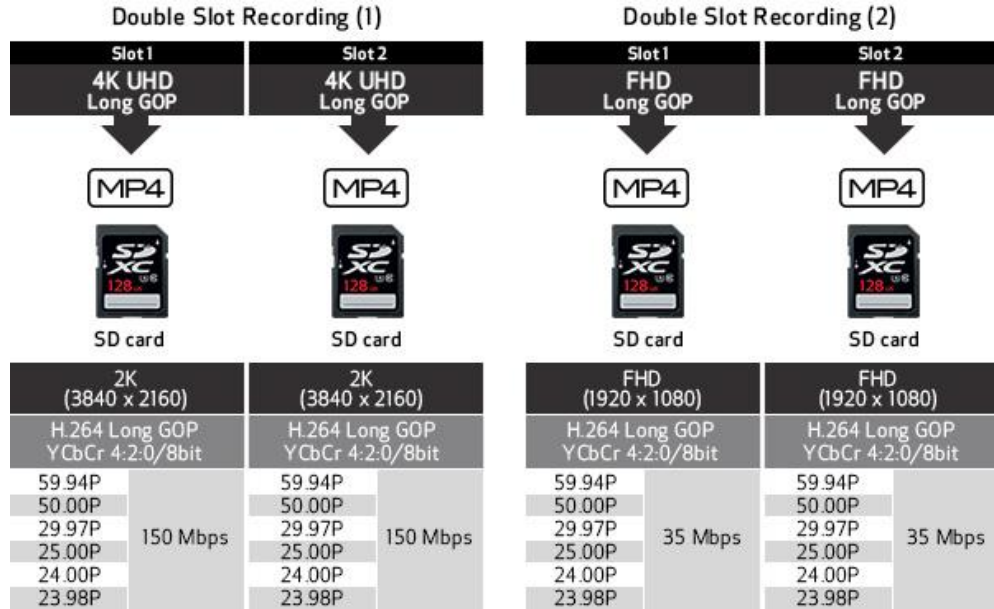 Double Slot Recording (1)
Slot 1
4K UHD
Long GOP
MP4
SD
XC
128
SD card
2K
(3840 x 2160)
H.264 Long GOP
YCbCr 4:2:0/8bit
59.94P
50.00P
29.97P
25.00P
24.00P
23.98P
150 Mbps
Slot 2
4K UHD
Long GOP
MP4
SD
XC
128
SD card
2K
(3840 x 2160)
H.264 Long GOP
YCbCr 4:2:0/8bit
59.94P
50.00P
29.97P
25.00P
24.00P
23.98P
150 Mbps
Double Slot Recording (2)
Slot 1
FHD
Long GOP
MP4
SD
XC
128
SD card
FHD
(1920 x 1080)
H.264 Long GOP
YCbCr 4:2:0/8bit
59.94P
50.00P
29.97P
25.00P
24.00P
23.98P
35 Mbps
Slot 2
FHD
Long GOP
MP4
SD
XC
128
SD card
FHD
(1920 x 1080)
H.264 Long GOP
YCbCr 4:2:0/8bit
59.94P
50.00P
29.97P
25.00P
24.00P
23.98P
35 Mbps